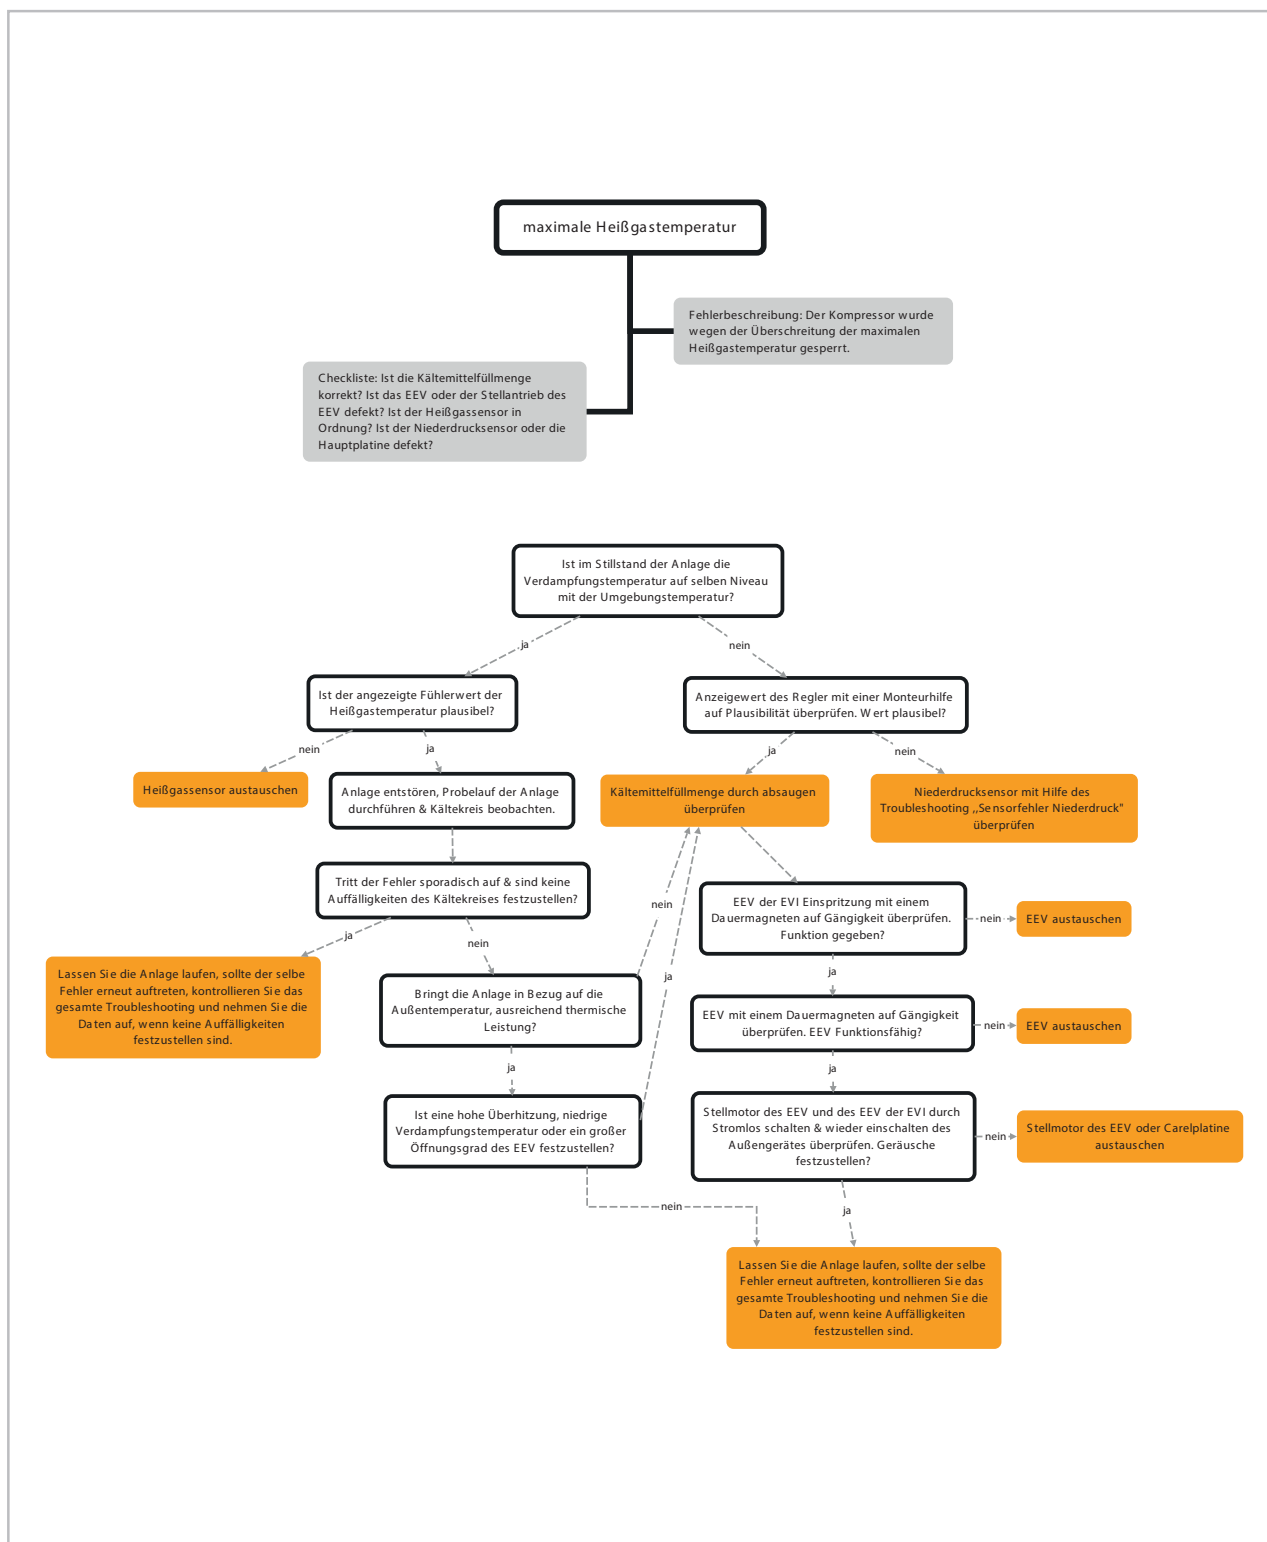 maximale Heißgastemperatur
Fehlerbeschreibung: Der Kompressor wurde
wegen der Überschreitung der maximalen
Heißgastemperatur gesperrt.
Checkliste: Ist die Kältemittelfüllmenge
korrekt? Ist das EEV oder der Stellantrieb des
EEV defekt? Ist der Heißgassensor in
Ordnung? Ist der Niederdrucksensor oder die
Hauptplatine defekt?
Ist im Stillstand der Anlage die
Verdampfungstemperatur auf selben Niveau
mit der Umgebungstemperatur?
ja
nein
Ist der angezeigte Fühlerwert der
Heißgastemperatur plausibel?
Anzeigewert des Regler mit einer Monteurhilfe
auf Plausibilität überprüfen. Wert plausibel?
nein
ja
ja
nein
Heißgassensor austauschen
Anlage entstören, Probelauf der Anlage
durchführen & Kältekreis beobachten.
Kältemittelfüllmenge durch absaugen
überprüfen
Niederdrucksensor mit Hilfe des
Troubleshooting ,,Sensorfehler Niederdruck"
überprüfen
Tritt der Fehler sporadisch auf & sind keine
Auffälligkeiten des Kältekreises festzustellen?
nein
EEV der EVI Einspritzung mit einem
Dauermagneten auf Gängigkeit überprüfen.
Funktion gegeben?
nein
EEV austauschen
ja
nein
Lassen Sie die Anlage laufen, sollte der selbe
Fehler erneut auftreten, kontrollieren Sie das
gesamte Troubleshooting und nehmen Sie die
Daten auf, wenn keine Auffälligkeiten
festzustellen sind.
Bringt die Anlage in Bezug auf die
Außentemperatur, ausreichend thermische
Leistung?
ja
ja
EEV mit einem Dauermagneten auf Gängigkeit
überprüfen. EEV Funktionsfähig?
nein
EEV austauschen
ja
ja
Ist eine hohe Überhitzung, niedrige
Verdampfungstemperatur oder ein großer
Öffnungsgrad des EEV festzustellen?
Stellmotor des EEV und des EEV der EVI durch
Stromlos schalten & wieder einschalten des
Außengerätes überprüfen. Geräusche
festzustellen?
nein
Stellmotor des EEV oder Carelplatine
austauschen
nein
ja
Lassen Sie die Anlage laufen, sollte der selbe
Fehler erneut auftreten, kontrollieren Sie das
gesamte Troubleshooting und nehmen Sie die
Daten auf, wenn keine Auffälligkeiten
festzustellen sind.